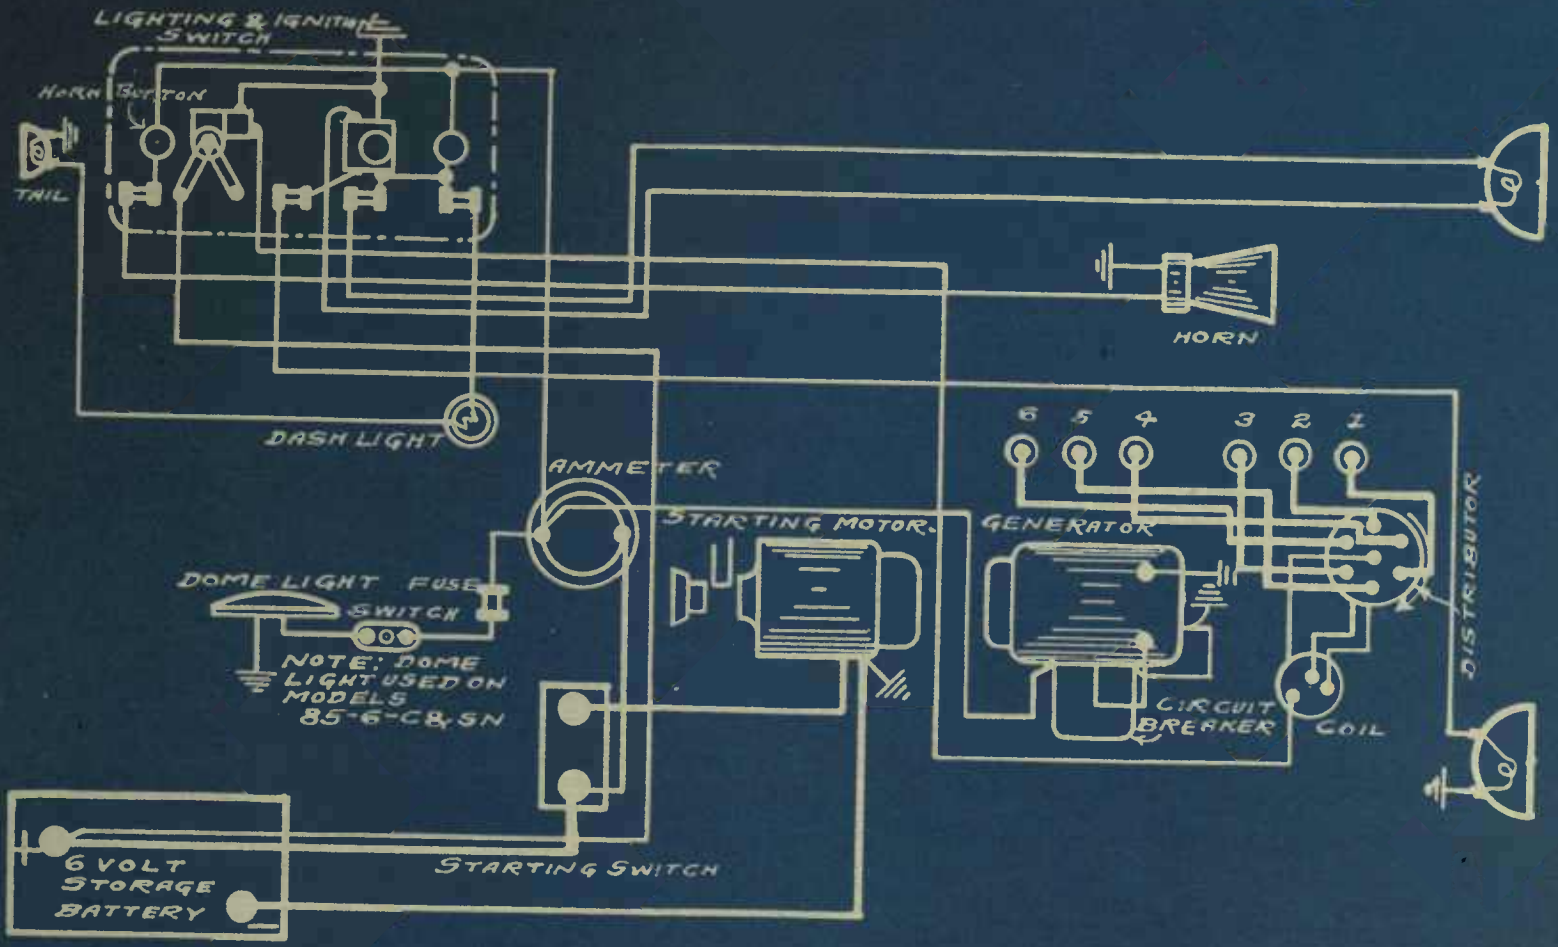 LIGHTING & IGNITION
SWITCH
HORN BUTTON
TAIL
HORN
DASH LIGHT
AMMETER
6 5 4 3 2 1
STARTING MOTOR.
GENERATOR
DISTRIBUTOR
DOME LIGHT
FUSE
SWITCH
NOTE: DOME
LIGHT USED ON
MODELS
85-6-C & SN
CIRCUIT
BREAKER
COIL
+
6 VOLT
STORAGE
BATTERY
—
STARTING SWITCH